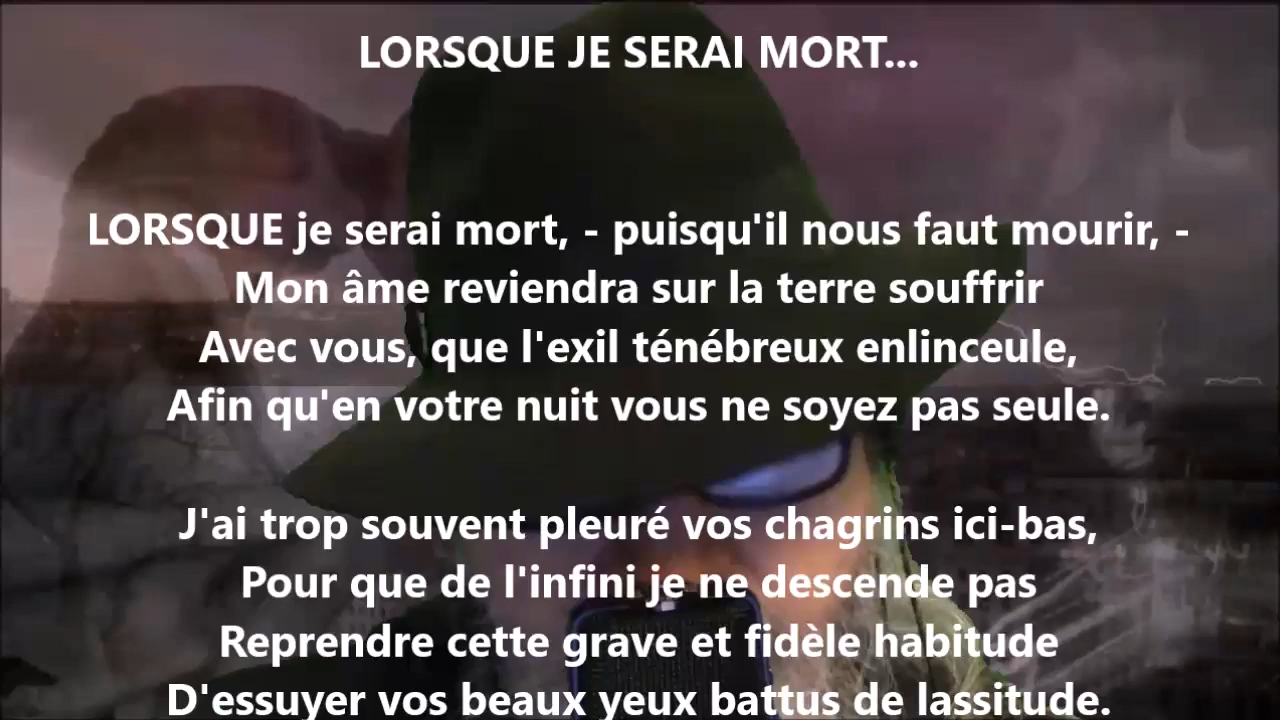 LORSQUE JE SERAI MORT...
LORSQUE je serai mort, - puisqu'il nous faut mourir, -
Mon âme reviendra sur la terre souffrir
Avec vous, que l'exil ténébreux enlinceule,
Afin qu'en votre nuit vous ne soyez pas seule.
J'ai trop souvent pleuré vos chagrins ici-bas,
Pour que de l'infini je ne descende pas
Reprendre cette grave et fidèle habitude
D'essuyer vos beaux yeux battus de lassitude.